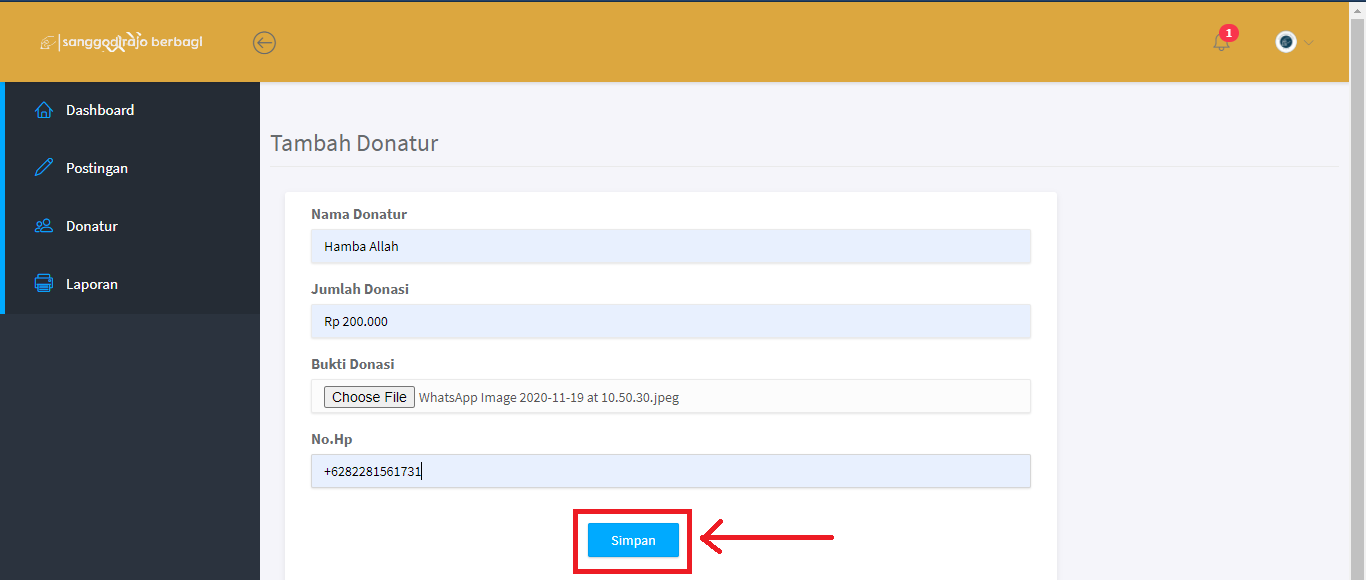 sanggodirajo berbagi
1
Dashboard
Postingan
Donatur
Laporan
Tambah Donatur
Nama Donatur
Hamba Allah
Jumlah Donasi
Rp 200.000
Bukti Donasi
Choose File WhatsApp Image 2020-11-19 at 10.50.30.jpeg
No.Hp
+6282281561731
Simpan